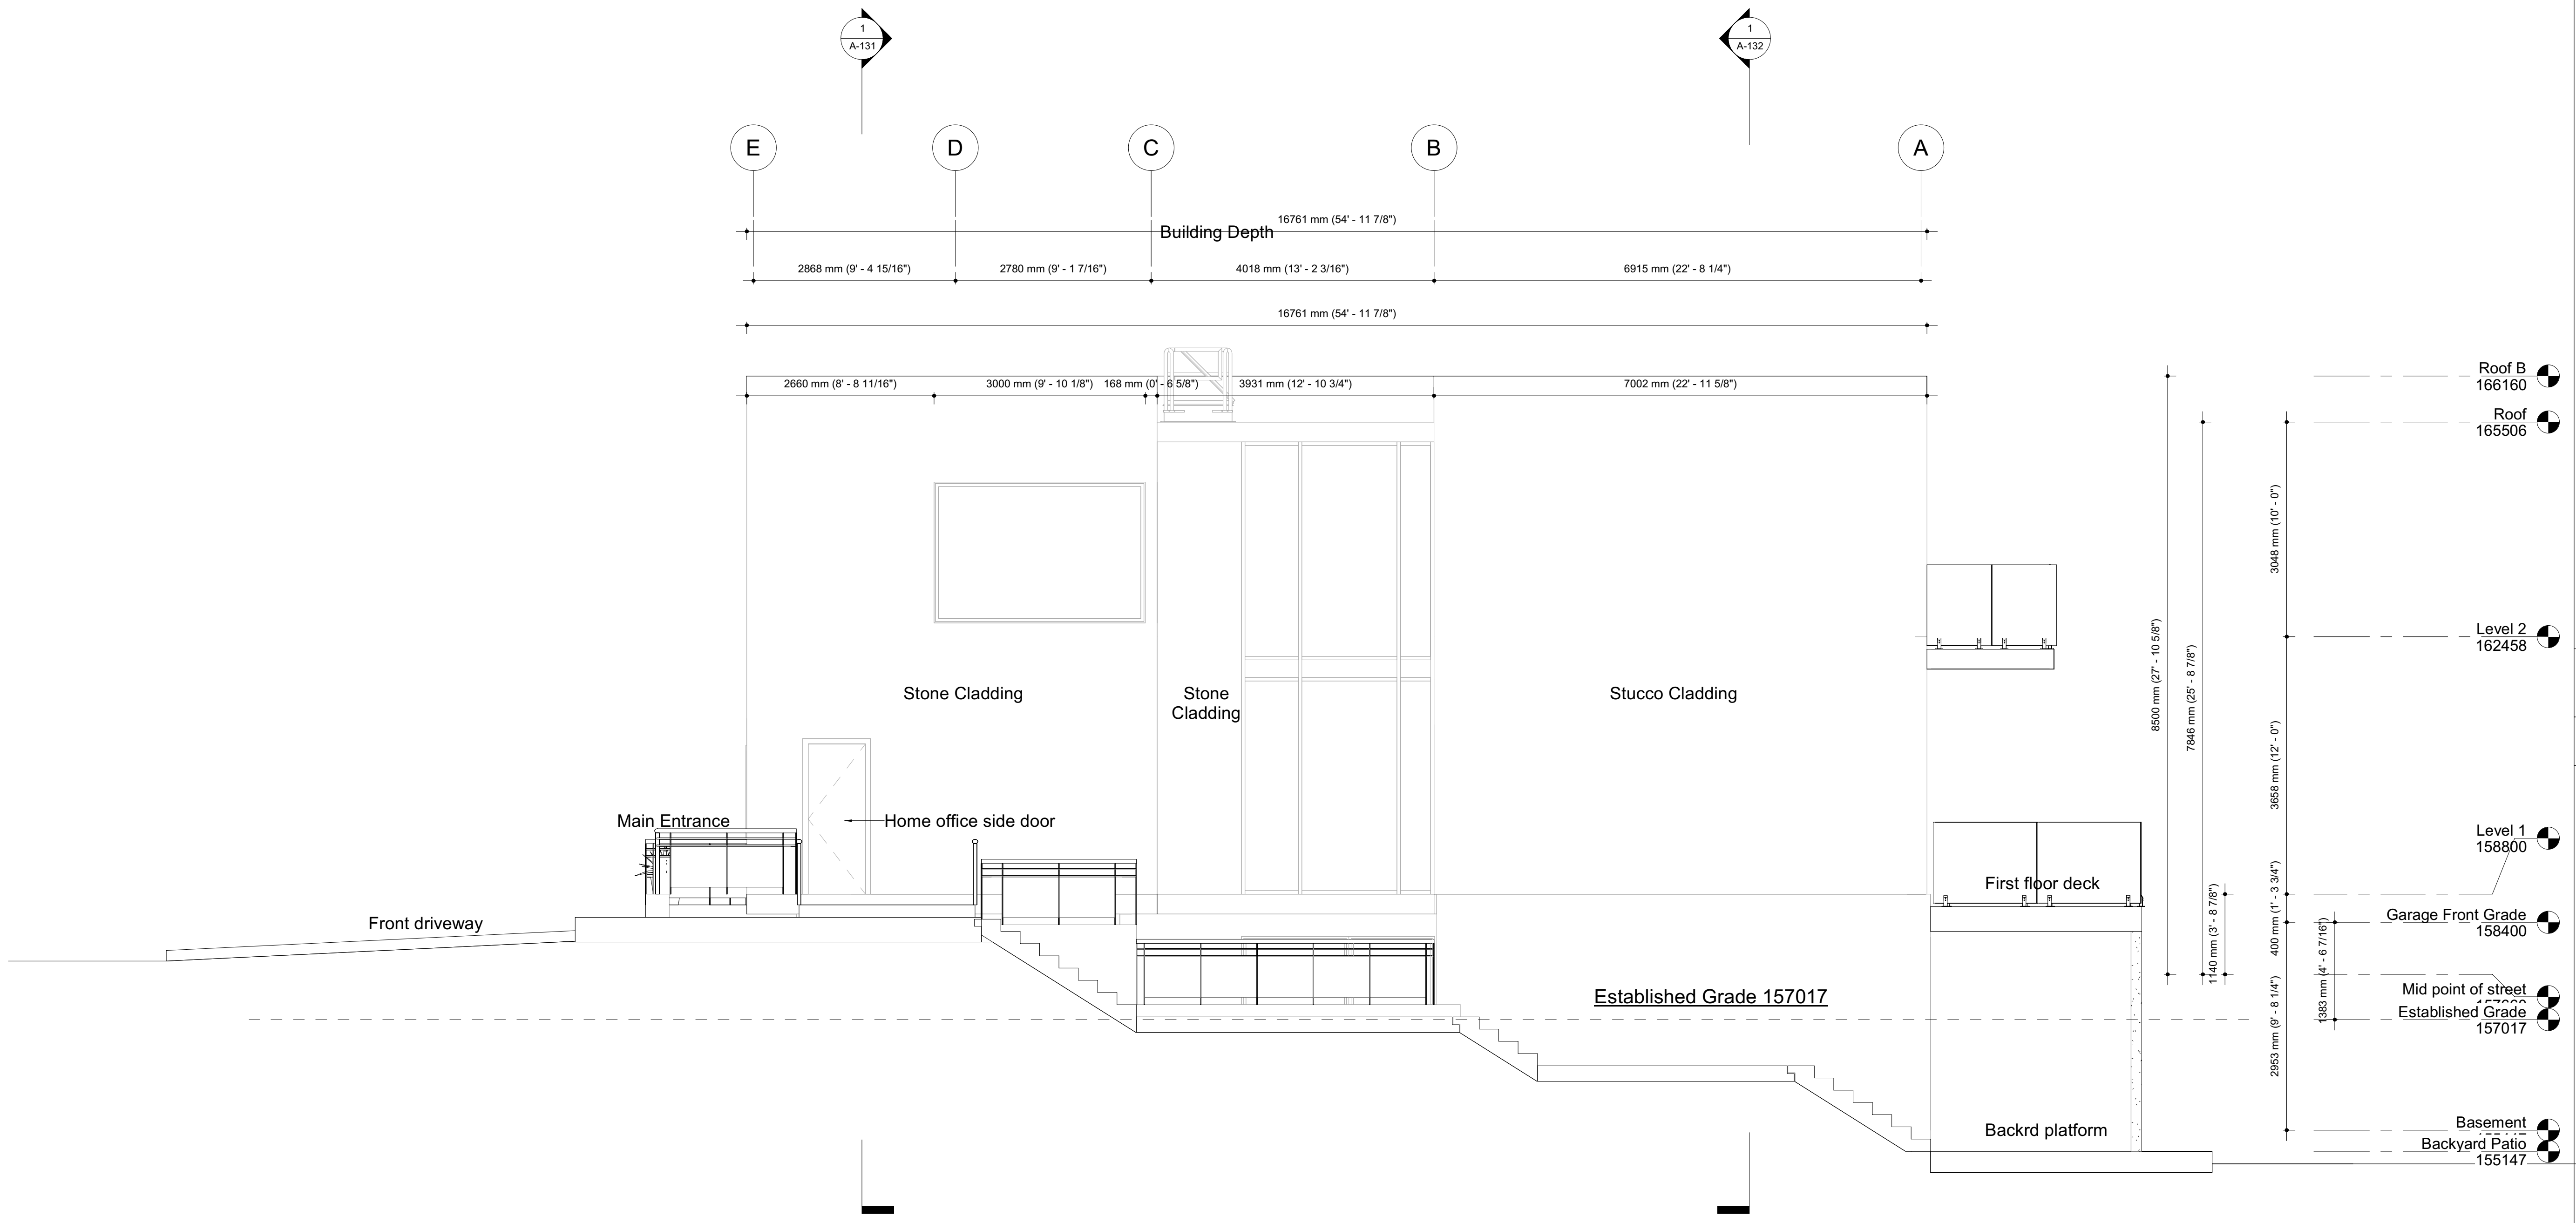 1
A-131
1
A-132
E
D
C
B
A
16761 mm (54' - 11 7/8")
Building Depth
2868 mm (9' - 4 15/16")
2780 mm (9' - 1 7/16")
4018 mm (13' - 2 3/16")
6915 mm (22' - 8 1/4")
16761 mm (54' - 11 7/8")
2660 mm (8' - 8 11/16")
3000 mm (9' - 10 1/8")
168 mm (0' - 6 5/8")
3931 mm (12' - 10 3/4")
7002 mm (22' - 11 5/8")
Roof B
166160
Roof
165506
3048 mm (10' - 0")
Level 2
162458
8500 mm (27' - 10 5/8")
7846 mm (25' - 8 7/8")
Stone Cladding
Stone
Cladding
Stucco Cladding
3658 mm (12' - 0")
Main Entrance
Home office side door
Level 1
158800
First floor deck
Front driveway
1140 mm (3' - 8 7/8")
400 mm (1' - 3 3/4")
Garage Front Grade
158400
1383 mm (4' - 6 7/16")
Established Grade 157017
Mid point of street
Established Grade
157017
2953 mm (9' - 8 1/4")
Backrd platform
Basement
Backyard Patio
155147